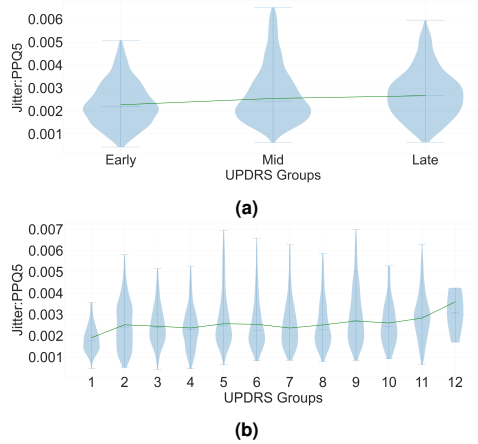 0.006
0.005
0.004
0.003
0.002
0.001
Jitter:PPQ5
Early Mid Late
UPDRS Groups
(a)
0.007
0.006
0.005
0.004
0.003
0.002
0.001
Jitter:PPQ5
1 2 3 4 5 6 7 8 9 10 11 12
UPDRS Groups
(b)